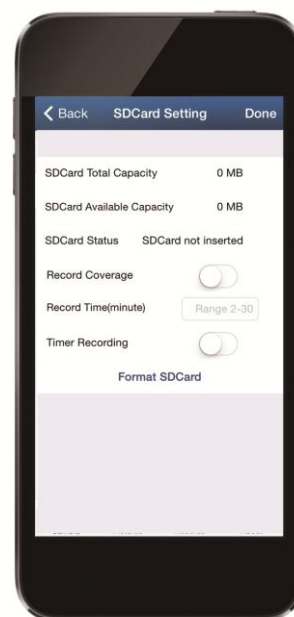 Back SDCard Setting Done
SDCard Total Capacity 0 MB
SDCard Available Capacity 0 MB
SDCard Status SDCard not inserted
Record Coverage
Record Time(minute) Range 2-30
Timer Recording
Format SDCard